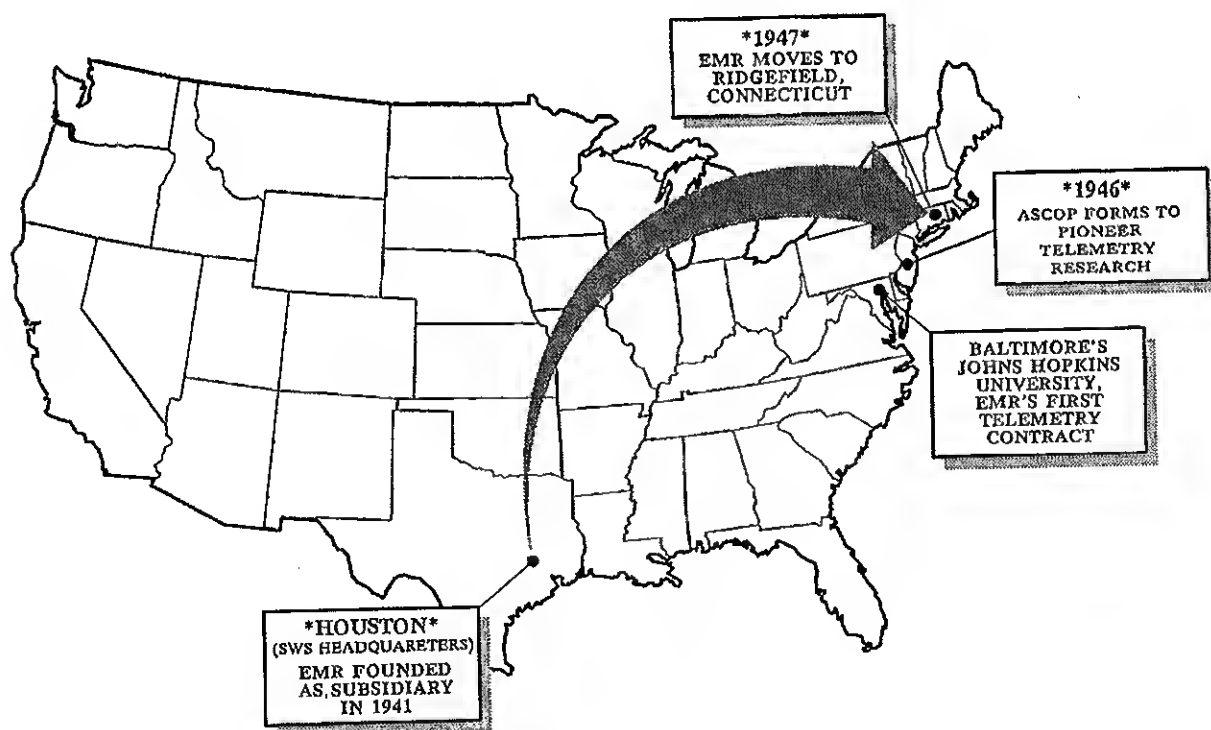 *1947*
EMR MOVES TO
RIDGEFIELD,
CONNECTICUT
*1946*
ASCOP FORMS TO
PIONEER
TELEMETRY
RESEARCH
BALTIMORE'S
JOHNS HOPKINS
UNIVERSITY,
EMR'S FIRST
TELEMETRY
CONTRACT
*HOUSTON*
(SWS HEADQUARETERS)
EMR FOUNDED
AS, SUBSIDIARY
IN 1941